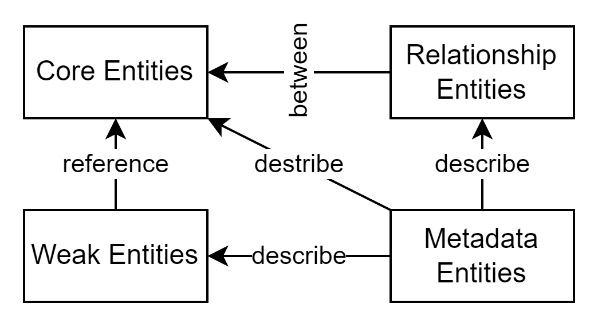 Core Entities
between
Relationship
Entities
reference
destribe
describe
Weak Entities
describe
Metadata
Entities